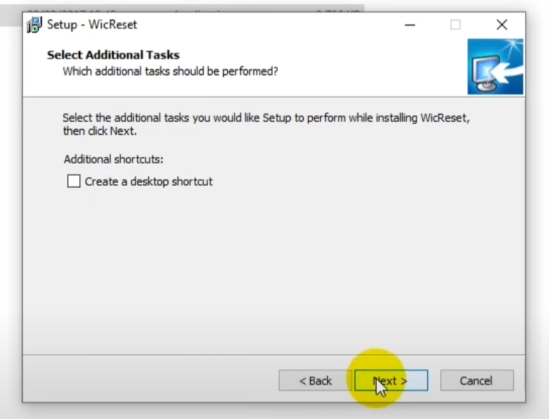 Setup - WicReset
Select Additional Tasks
Which additional tasks should be performed?
Select the additional tasks you would like Setup to perform while installing WicReset,
then click Next.
Additional shortcuts:
Create a desktop shortcut
< Back
Next >
Cancel